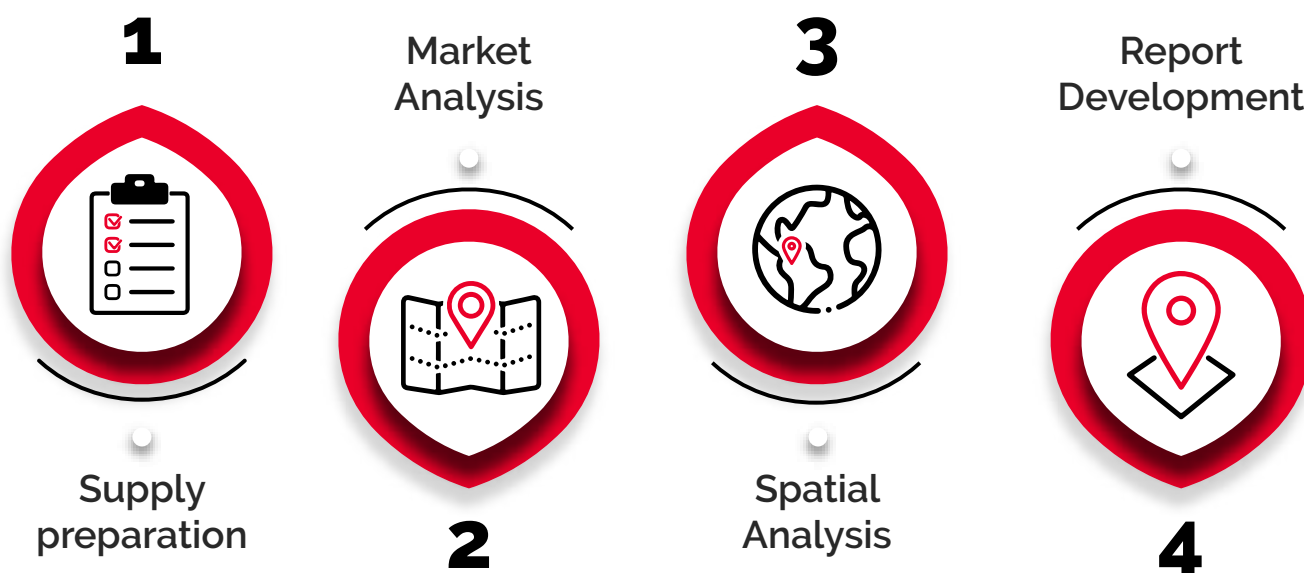 1
Supply
preparation
Market
Analysis
2
3
Spatial
Analysis
Report
Development
4